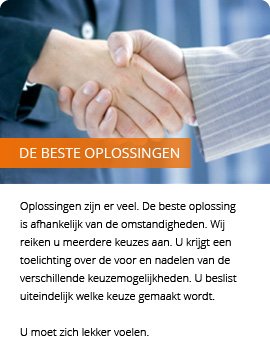 DE BESTE OPLOSSINGEN
Oplossingen zijn er veel. De beste oplossing
is afhankelijk van de omstandigheden. Wij
reiken u meerdere keuzes aan. U krijgt een
toelichting over de voor en nadelen van de
verschillende keuzemogelijkheden. U beslist
uiteindelijk welke keuze gemaakt wordt.
U moet zich lekker voelen.